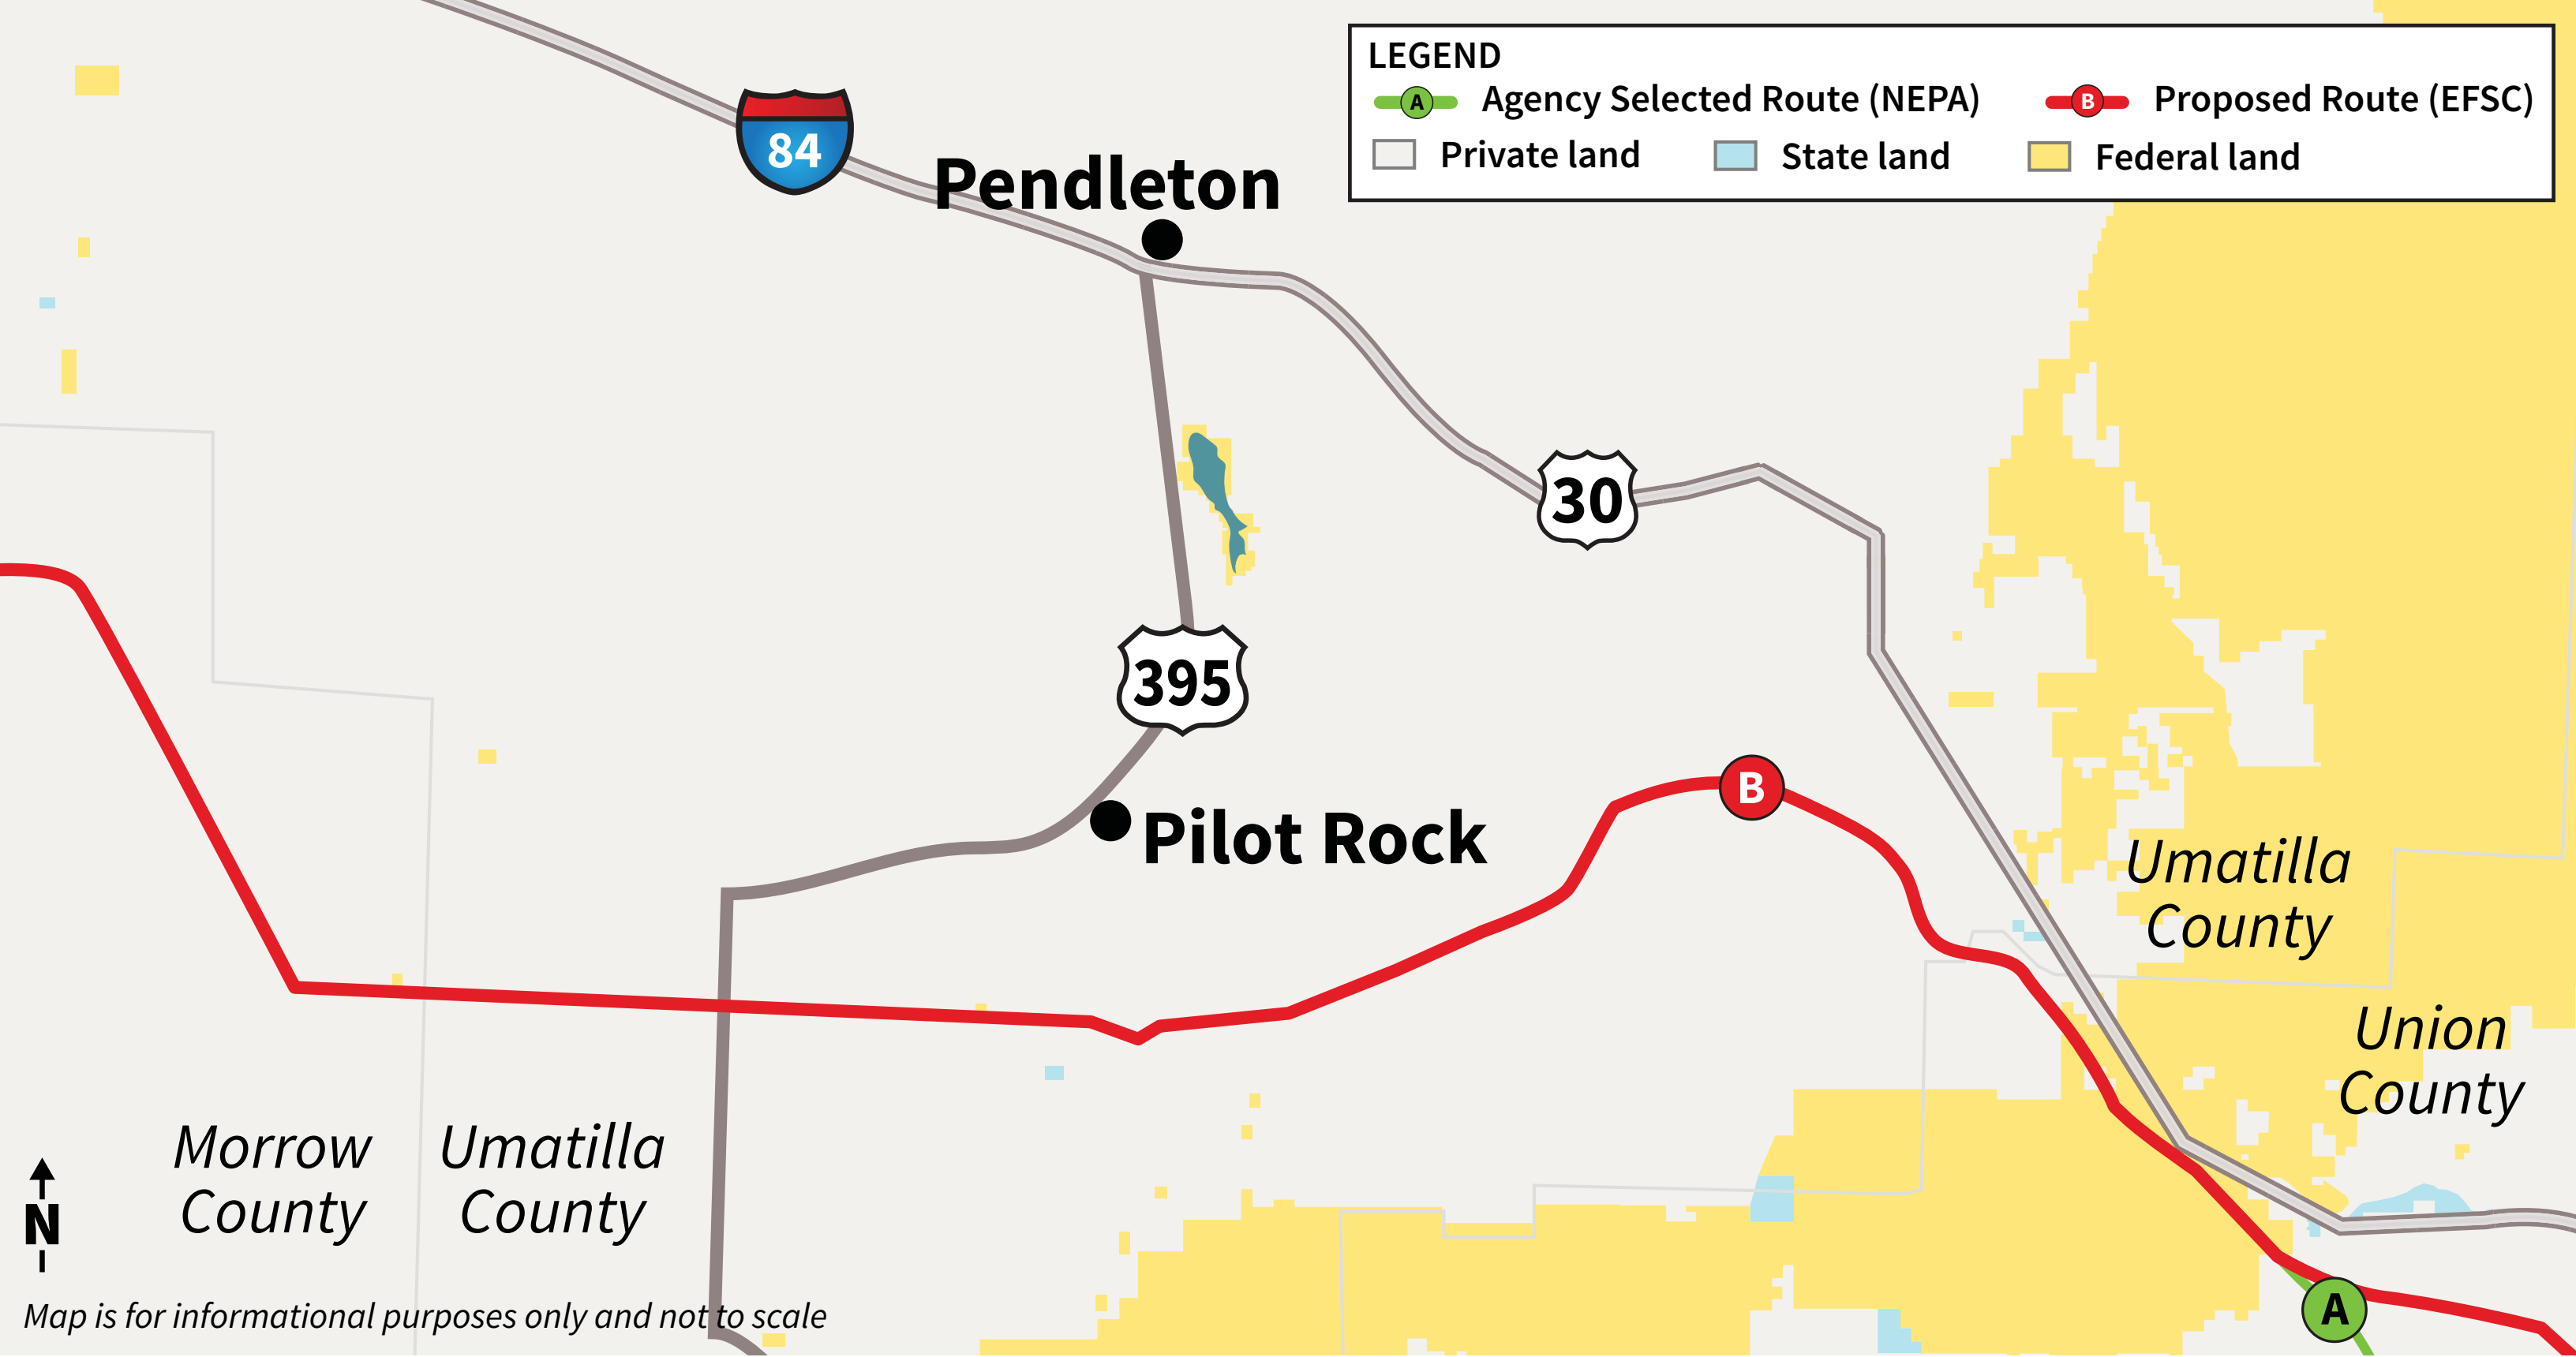 LEGEND
A Agency Selected Route (NEPA)
B Proposed Route (EFSC)
Private land
State land
Federal land
84
Pendleton
30
395
B
Pilot Rock
Umatilla
County
Union
County
Morrow
County
Umatilla
County
N
A
Map is for informational purposes only and not to scale